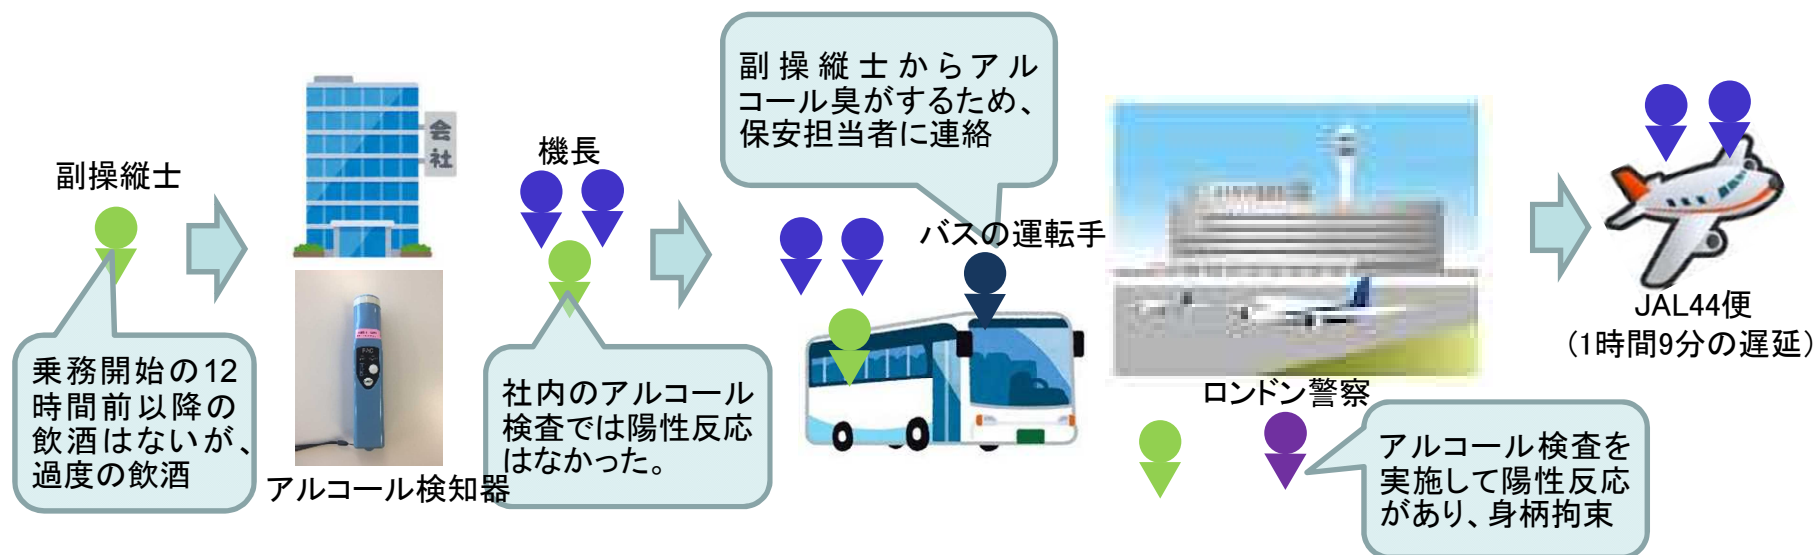 副操縦士
乗務開始の12
時間前以降の
飲酒はないが、
過度の飲酒
会
社
アルコール検知器
機長
社内のアルコール
検査では陽性反応
はなかった。
副操縦士からアル
コール臭がするため、
保安担当者に連絡
バスの運転手
ロンドン警察
アルコール検査を
実施して陽性反応
があり、身柄拘束
JAL44便
(1時間9分の遅延)